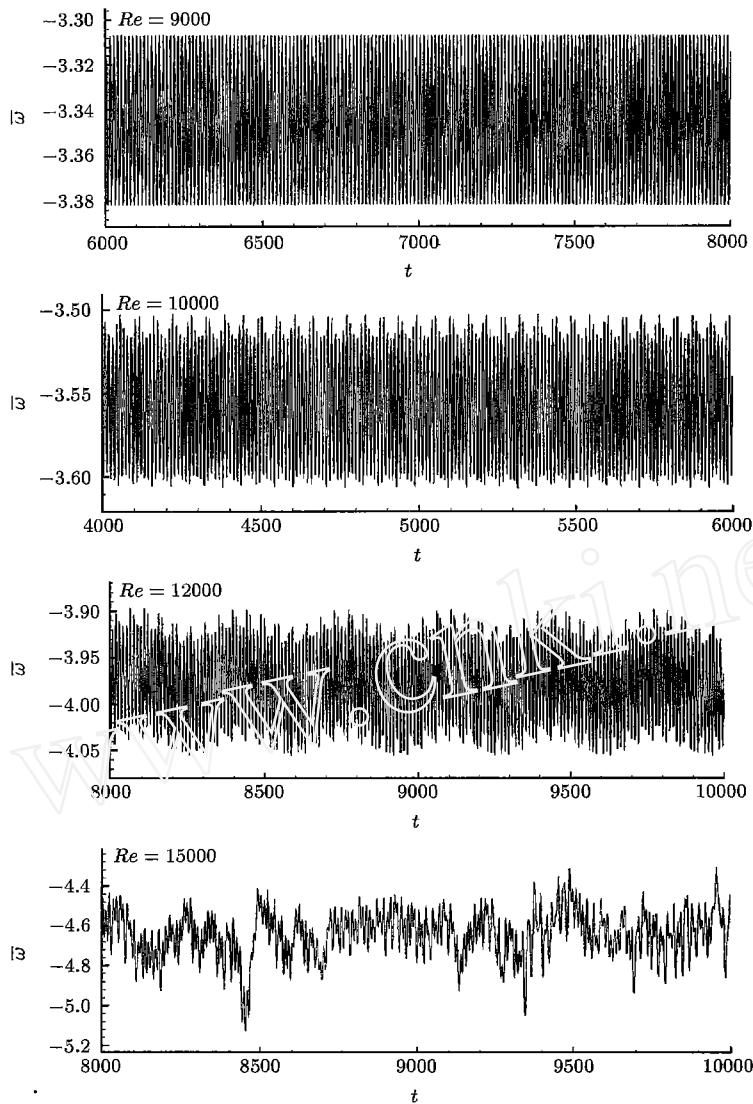 −3.30
Re = 9000
−3.32
−3.34
ω̅
−3.36
−3.38
6000 6500 7000 7500 8000
t
−3.50
Re = 10000
−3.55
ω̅
−3.60
4000 4500 5000 5500 6000
t
Re = 12000
−3.90
−3.95
ω̅
−4.00
−4.05
8000 8500 9000 9500 10000
t
www.cnki.ne
Re = 15000
−4.4
−4.6
ω̅
−4.8
−5.0
−5.2
8000 8500 9000 9500 10000
t